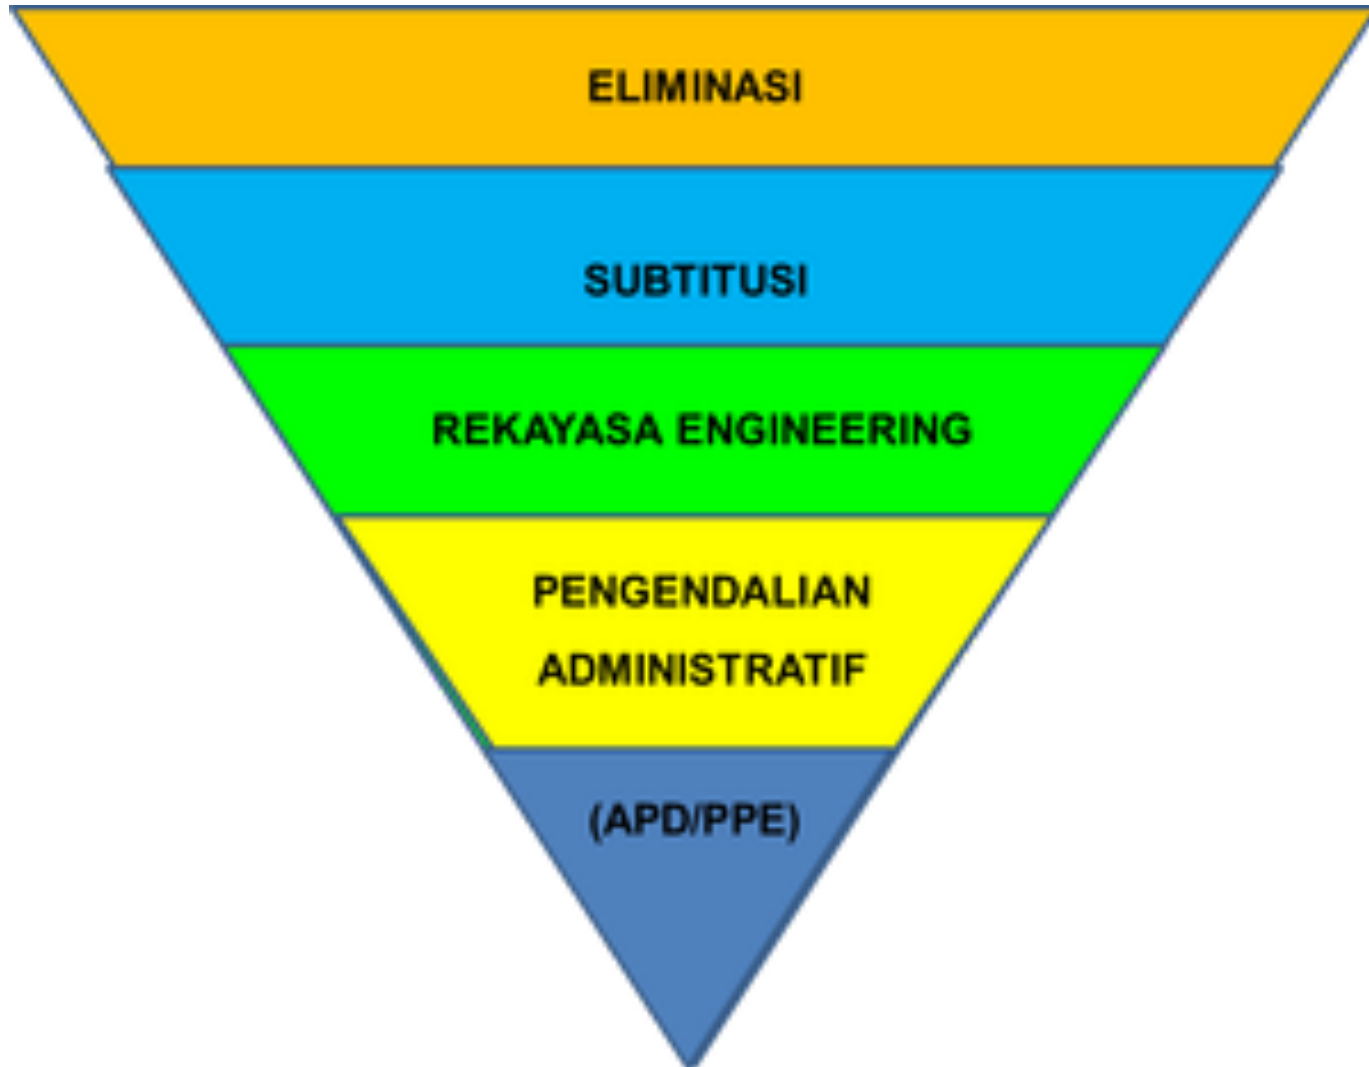 ELIMINASI
SUBTITUSI
REKAYASA ENGINEERING
PENGENDALIAN
ADMINISTRATIF
(APD/PPE)